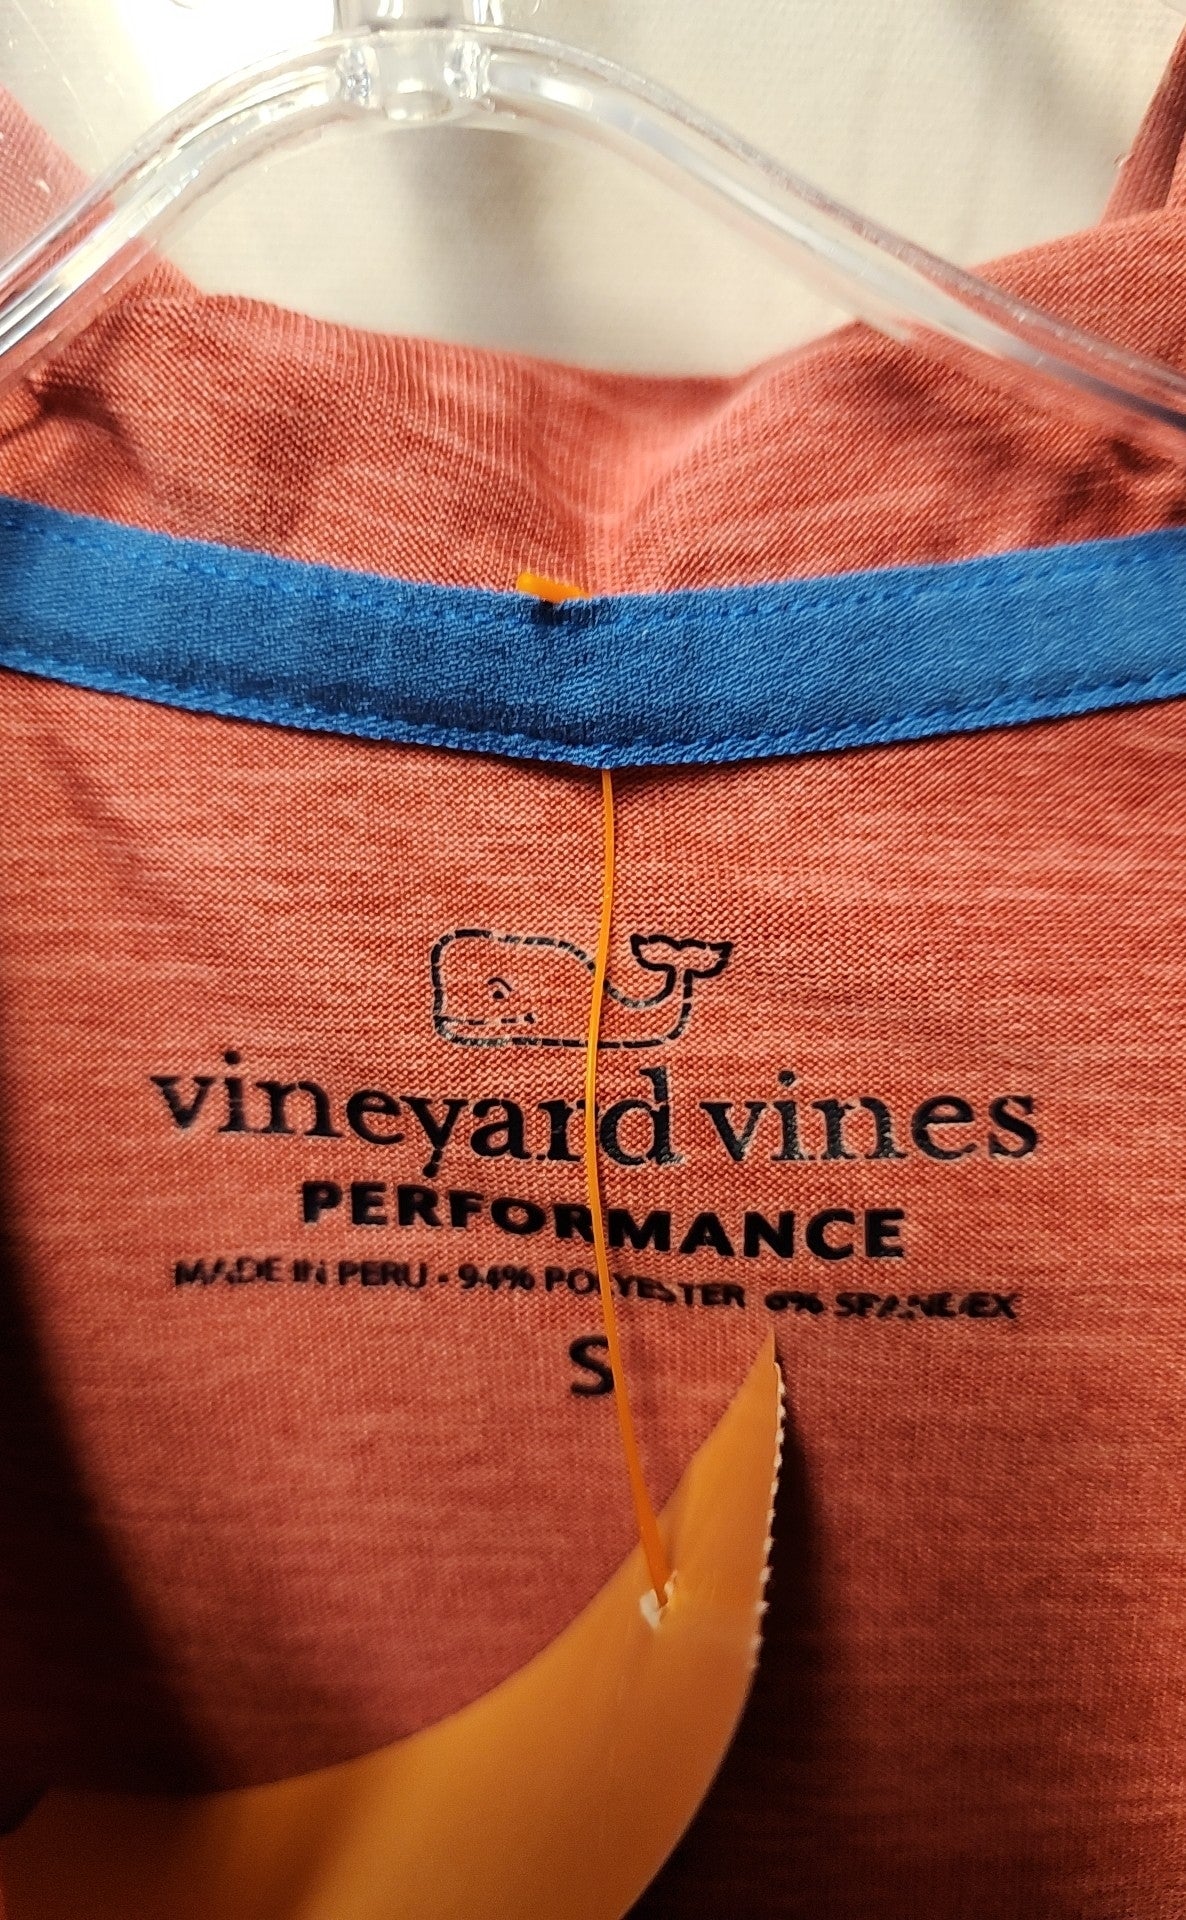 vineyard vines
PERFORMANCE
MADE IN PERU - 94% POLYESTER 6% SPANDEX
S